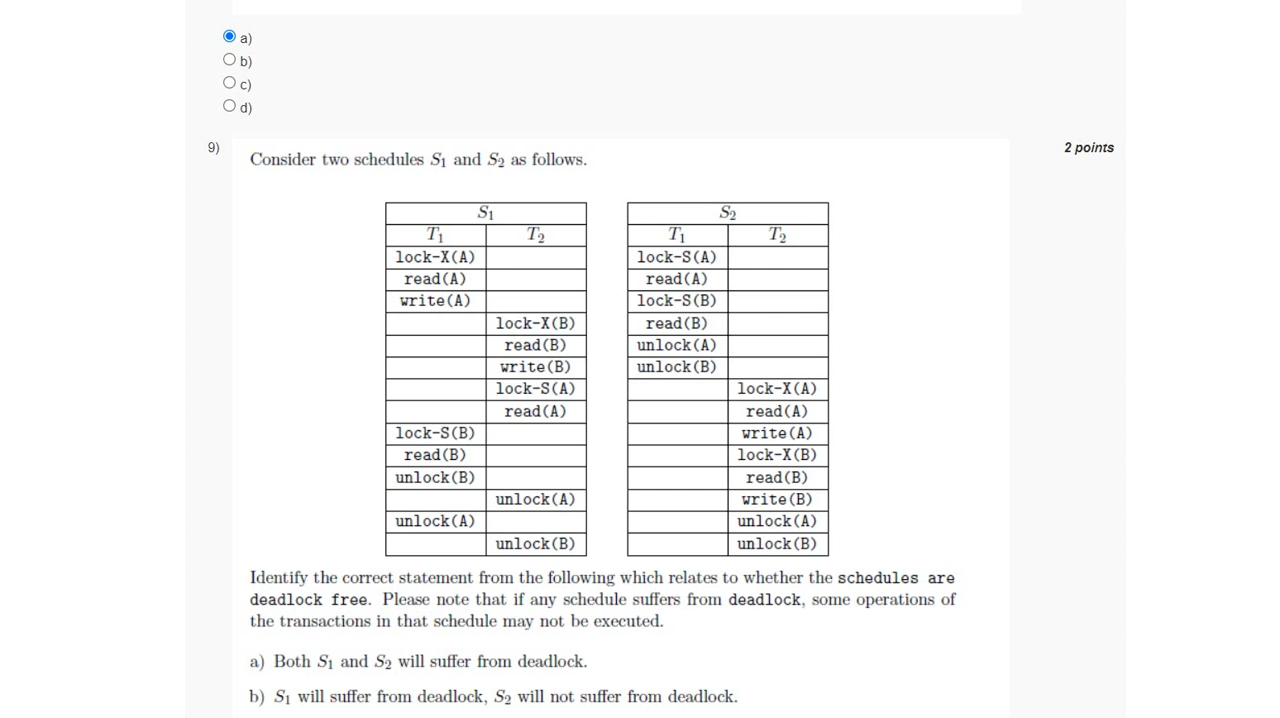 a)
b)
c)
d)
9)
2 points
Consider two schedules S1 and S2 as follows.
S1
T1 T2
lock-X(A)
read(A)
write(A)
lock-X(B)
read(B)
write(B)
lock-S(A)
read(A)
lock-S(B)
read(B)
unlock(B)
unlock(A)
unlock(A)
unlock(B)
S2
T1 T2
lock-S(A)
read(A)
lock-S(B)
read(B)
unlock(A)
unlock(B)
lock-X(A)
read(A)
write(A)
lock-X(B)
read(B)
write(B)
unlock(A)
unlock(B)
Identify the correct statement from the following which relates to whether the schedules are
deadlock free. Please note that if any schedule suffers from deadlock, some operations of
the transactions in that schedule may not be executed.
a) Both S1 and S2 will suffer from deadlock.
b) S1 will suffer from deadlock, S2 will not suffer from deadlock.